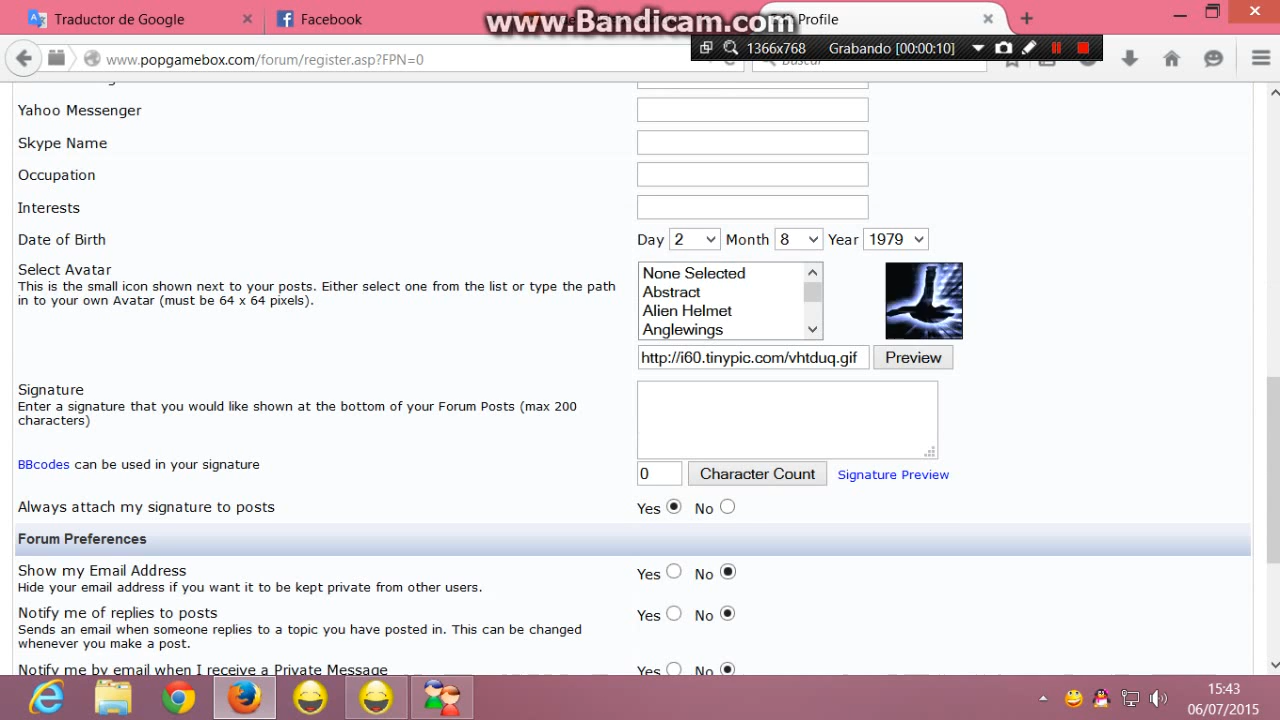 Traductor de Google
Facebook
www.Bandicam.com
Profile
1366x768
Grabando [00:00:10]
www.popgamebox.com/forum/register.asp?FPN=0
Buscar
Yahoo Messenger
Skype Name
Occupation
Interests
Date of Birth
Day 2 Month 8 Year 1979
Select Avatar
This is the small icon shown next to your posts. Either select one from the list or type the path
in to your own Avatar (must be 64 x 64 pixels).
None Selected
Abstract
Alien Helmet
Anglewings
http://i60.tinypic.com/vhtduq.gif
Preview
Signature
Enter a signature that you would like shown at the bottom of your Forum Posts (max 200
characters)
BBcodes can be used in your signature
0
Character Count
Signature Preview
Always attach my signature to posts
Yes No
Forum Preferences
Show my Email Address
Hide your email address if you want it to be kept private from other users.
Yes No
Notify me of replies to posts
Sends an email when someone replies to a topic you have posted in. This can be changed
whenever you make a post.
Yes No
Notify me by email when I receive a Private Message
Yes No
15:43
06/07/2015